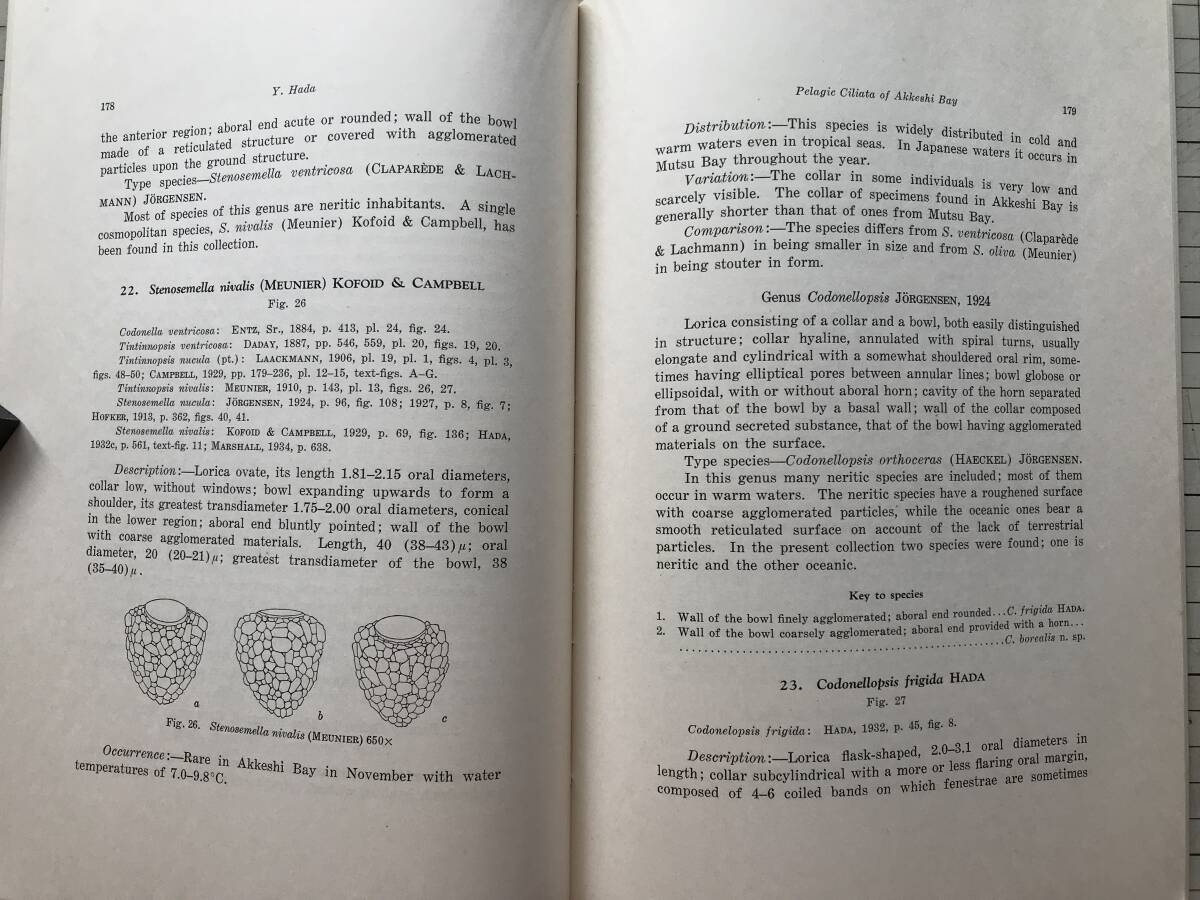 178
Y. Hada
the anterior region; aboral end acute or rounded; wall of the bowl
made of a reticulated structure or covered with agglomerated
particles upon the ground structure.
Type species—Stenosemella ventricosa (CLAPARÈDE & LACH-
MANN) JÖRGENSEN.
Most of species of this genus are neritic inhabitants. A single
cosmopolitan species, S. nivalis (Meunier) Kofoid & Campbell, has
been found in this collection.
22. Stenosemella nivalis (MEUNIER) KOFOID & CAMPBELL
Fig. 26
Codonella ventricosa: ENTZ, Sr., 1884, p. 413, pl. 24, fig. 24.
Tintinnopsis ventricosa: DADAY, 1887, pp. 546, 559, pl. 20, figs. 19, 20.
Tintinnopsis nucula (pt.): LAACKMANN, 1906, pl. 19, pl. 1, figs. 4, pl. 3,
figs. 48–50; CAMPBELL, 1929, pp. 179–236, pl. 12–15, text-figs. A–G.
Tintinnopsis nivalis: MEUNIER, 1910, p. 143, pl. 13, figs. 26, 27.
Stenosemella nucula: JÖRGENSEN, 1924, p. 96, fig. 108; 1927, p. 8, fig. 7;
HOFKER, 1913, p. 362, figs. 40, 41.
Stenosemella nivalis: KOFOID & CAMPBELL, 1929, p. 69, fig. 136; HADA,
1932c, p. 561, text-fig. 11; MARSHALL, 1934, p. 638.
Description:—Lorica ovate, its length 1.81–2.15 oral diameters,
collar low, without windows; bowl expanding upwards to form a
shoulder, its greatest transdiameter 1.75–2.00 oral diameters, conical
in the lower region; aboral end bluntly pointed; wall of the bowl
with coarse agglomerated materials. Length, 40 (38–43)μ; oral
diameter, 20 (20–21)μ; greatest transdiameter of the bowl, 38
(35–40)μ.
a
b
c
Fig. 26. Stenosemella nivalis (MEUNIER) 650×
Occurrence:—Rare in Akkeshi Bay in November with water
temperatures of 7.0–9.8°C.
Pelagic Ciliata of Akkeshi Bay
179
Distribution:—This species is widely distributed in cold and
warm waters even in tropical seas. In Japanese waters it occurs in
Mutsu Bay throughout the year.
Variation:—The collar in some individuals is very low and
scarcely visible. The collar of specimens found in Akkeshi Bay is
generally shorter than that of ones from Mutsu Bay.
Comparison:—The species differs from S. ventricosa (Claparède
& Lachmann) in being smaller in size and from S. oliva (Meunier)
in being stouter in form.
Genus Codonellopsis JÖRGENSEN, 1924
Lorica consisting of a collar and a bowl, both easily distinguished
in structure; collar hyaline, annulated with spiral turns, usually
elongate and cylindrical with a somewhat shouldered oral rim, some-
times having elliptical pores between annular lines; bowl globose or
ellipsoidal, with or without aboral horn; cavity of the horn separated
from that of the bowl by a basal wall; wall of the collar composed
of a ground secreted substance, that of the bowl having agglomerated
materials on the surface.
Type species—Codonellopsis orthoceras (HAECKEL) JÖRGENSEN.
In this genus many neritic species are included; most of them
occur in warm waters. The neritic species have a roughened surface
with coarse agglomerated particles, while the oceanic ones bear a
smooth reticulated surface on account of the lack of terrestrial
particles. In the present collection two species were found; one is
neritic and the other oceanic.
Key to species
1. Wall of the bowl finely agglomerated; aboral end rounded...C. frigida HADA.
2. Wall of the bowl coarsely agglomerated; aboral end provided with a horn...
......................................................C. borealis n. sp.
23. Codonellopsis frigida HADA
Fig. 27
Codonelopsis frigida: HADA, 1932, p. 45, fig. 8.
Description:—Lorica flask-shaped, 2.0–3.1 oral diameters in
length; collar subcylindrical with a more or less flaring oral margin,
composed of 4–6 coiled bands on which fenestrae are sometimes